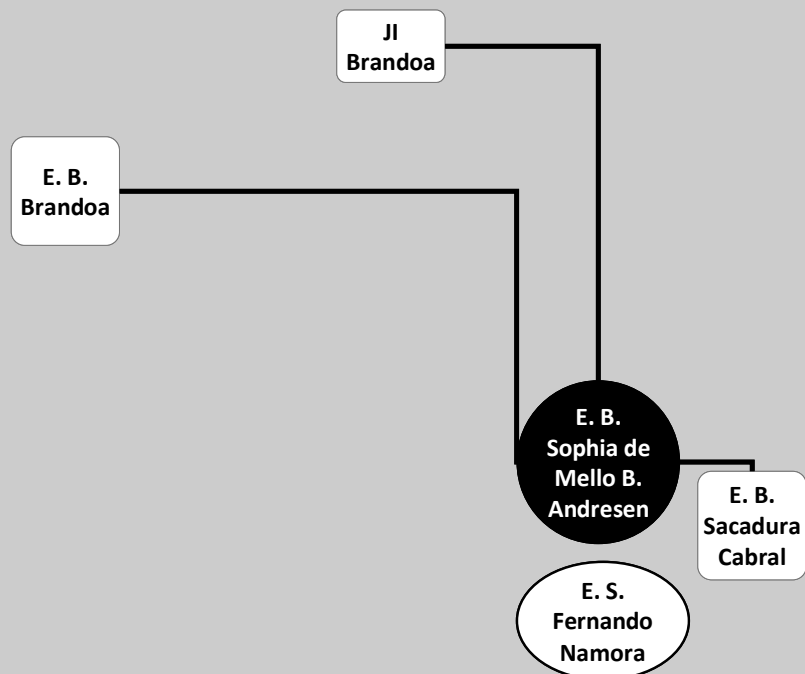 JI
Brandoa
E. B.
Brandoa
E. B.
Sophia de
Mello B.
Andresen
E. B.
Sacadura
Cabral
E. S.
Fernando
Namora